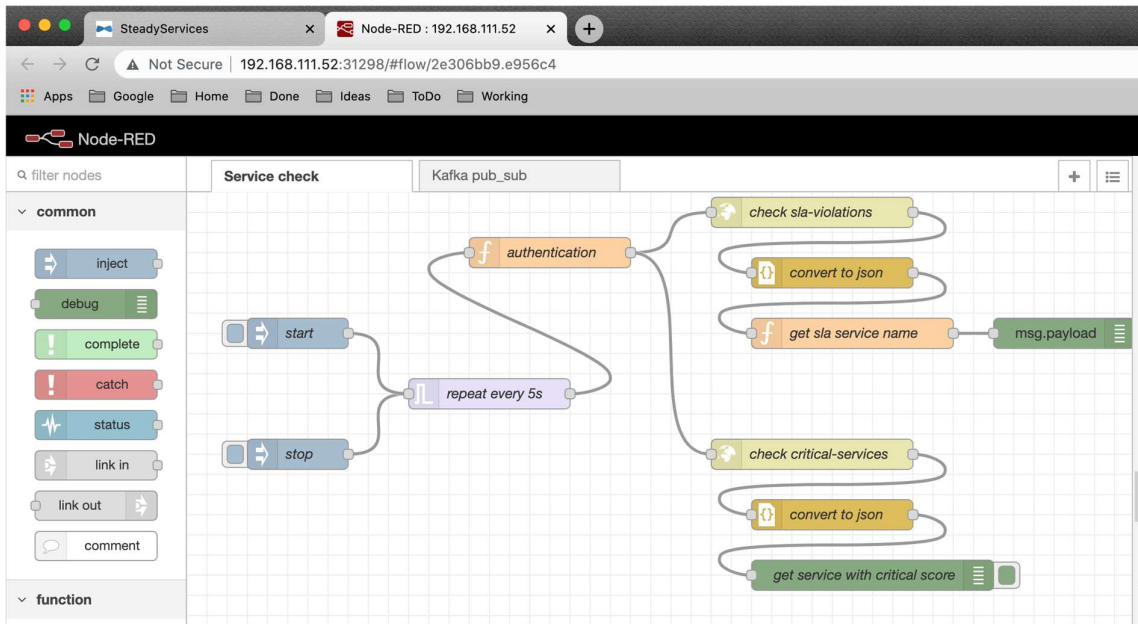 SteadyServices
Node-RED : 192.168.111.52
Not Secure | 192.168.111.52:31298/#flow/2e306bb9.e956c4
Apps Google Home Done Ideas ToDo Working
Node-RED
filter nodes
Service check
Kafka pub_sub
common
inject
debug
complete
catch
status
link in
link out
comment
function
start
stop
repeat every 5s
authentication
check sla-violations
convert to json
get sla service name
msg.payload
check critical-services
convert to json
get service with critical score